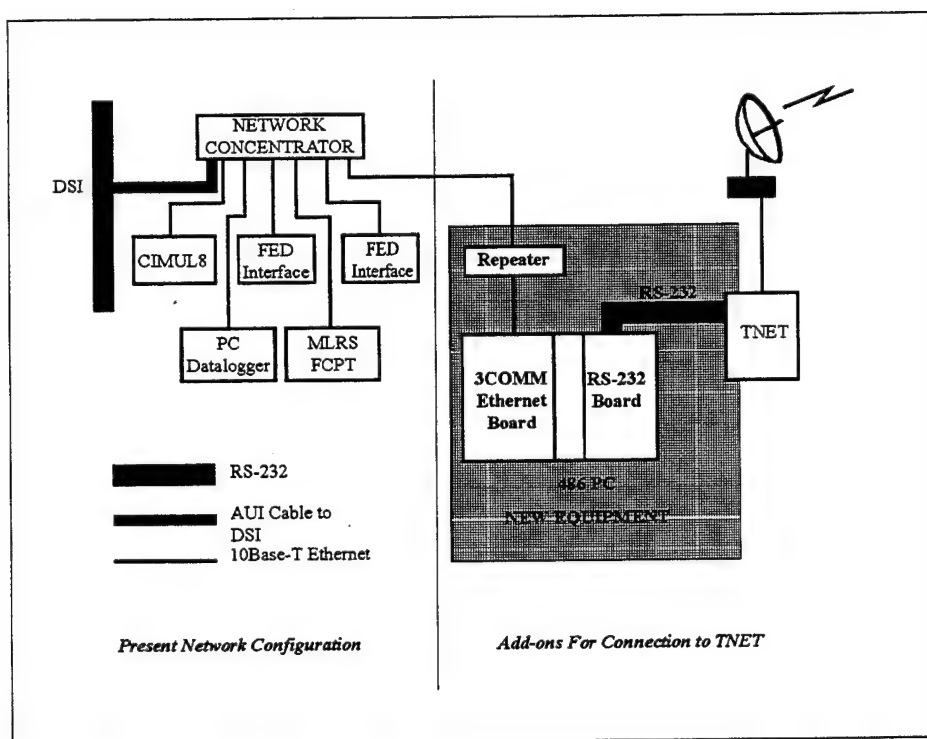 NETWORK
CONCENTRATOR
DSI
CIMUL8
FED
Interface
FED
Interface
PC
Datalogger
MLRS
FCPT
Repeater
RS-232
TNET
3COMM
Ethernet
Board
RS-232
Board
486 PC
NEW EQUIPMENT
RS-232
AUI Cable to
DSI
10Base-T Ethernet
Present Network Configuration
Add-ons For Connection to TNET